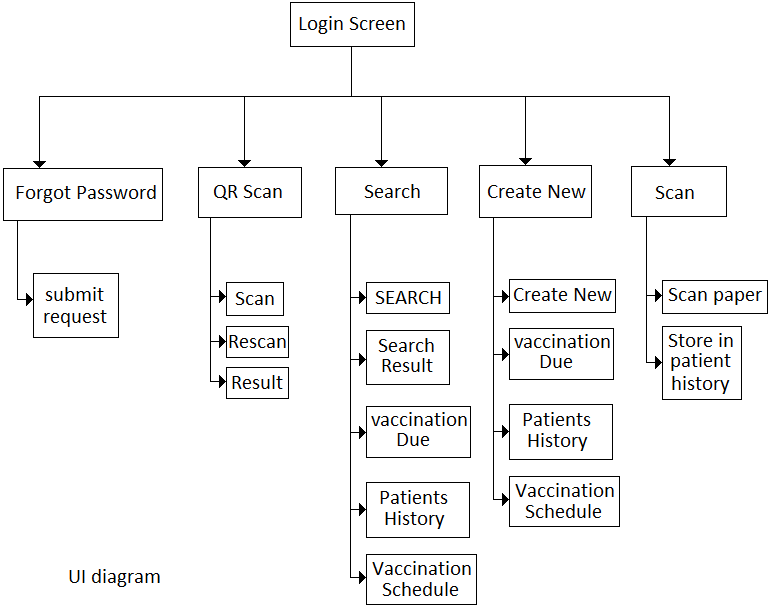 Login Screen
Forgot Password
QR Scan
Search
Create New
Scan
submit
request
Scan
Rescan
Result
SEARCH
Search
Result
vaccination
Due
Patients
History
Vaccination
Schedule
Create New
vaccination
Due
Patients
History
Vaccination
Schedule
Scan paper
Store in
patient
history
UI diagram